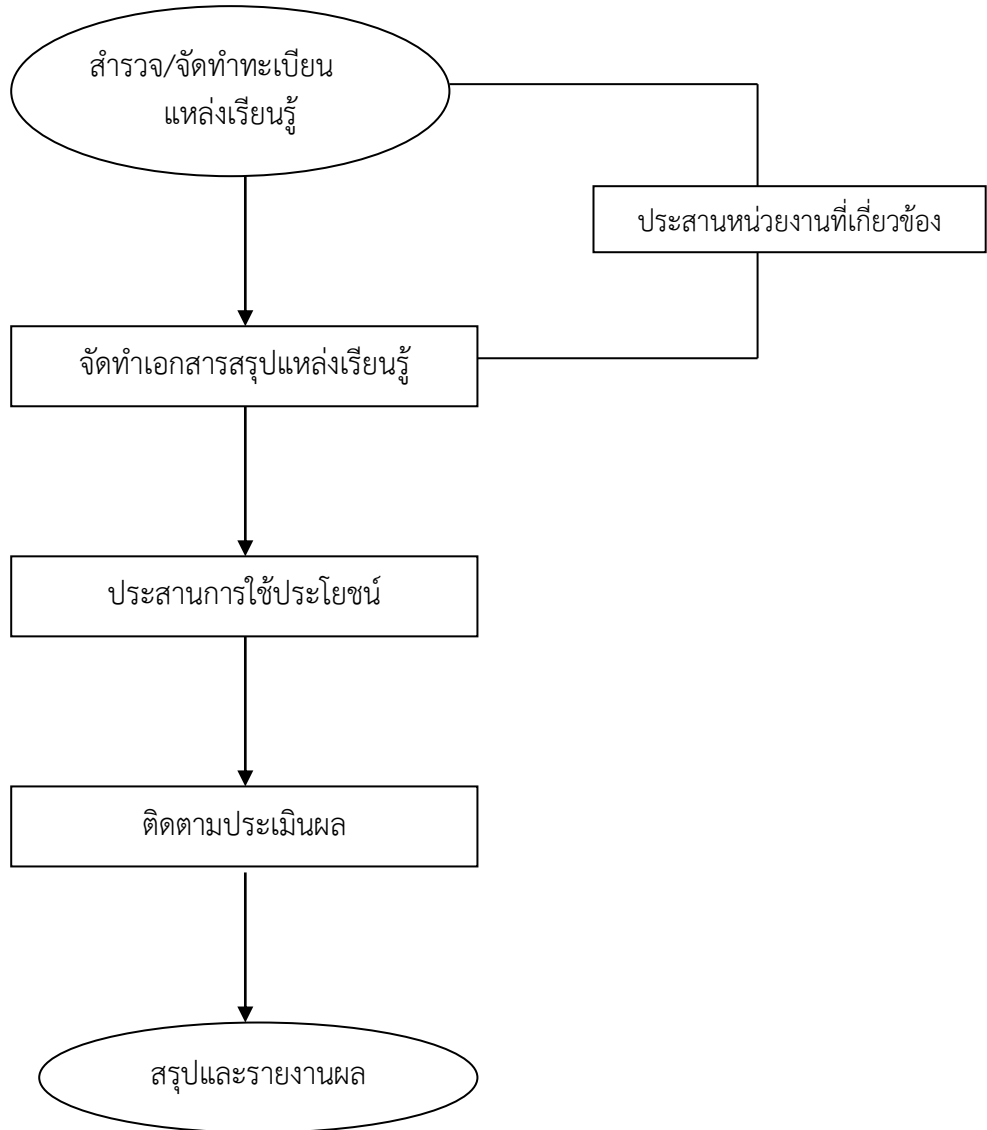 สำรวจ/จัดทำทะเบียน
แหล่งเรียนรู้
ประสานหน่วยงานที่เกี่ยวข้อง
จัดทำเอกสารสรุปแหล่งเรียนรู้
ประสานการใช้ประโยชน์
ติดตามประเมินผล
สรุปและรายงานผล